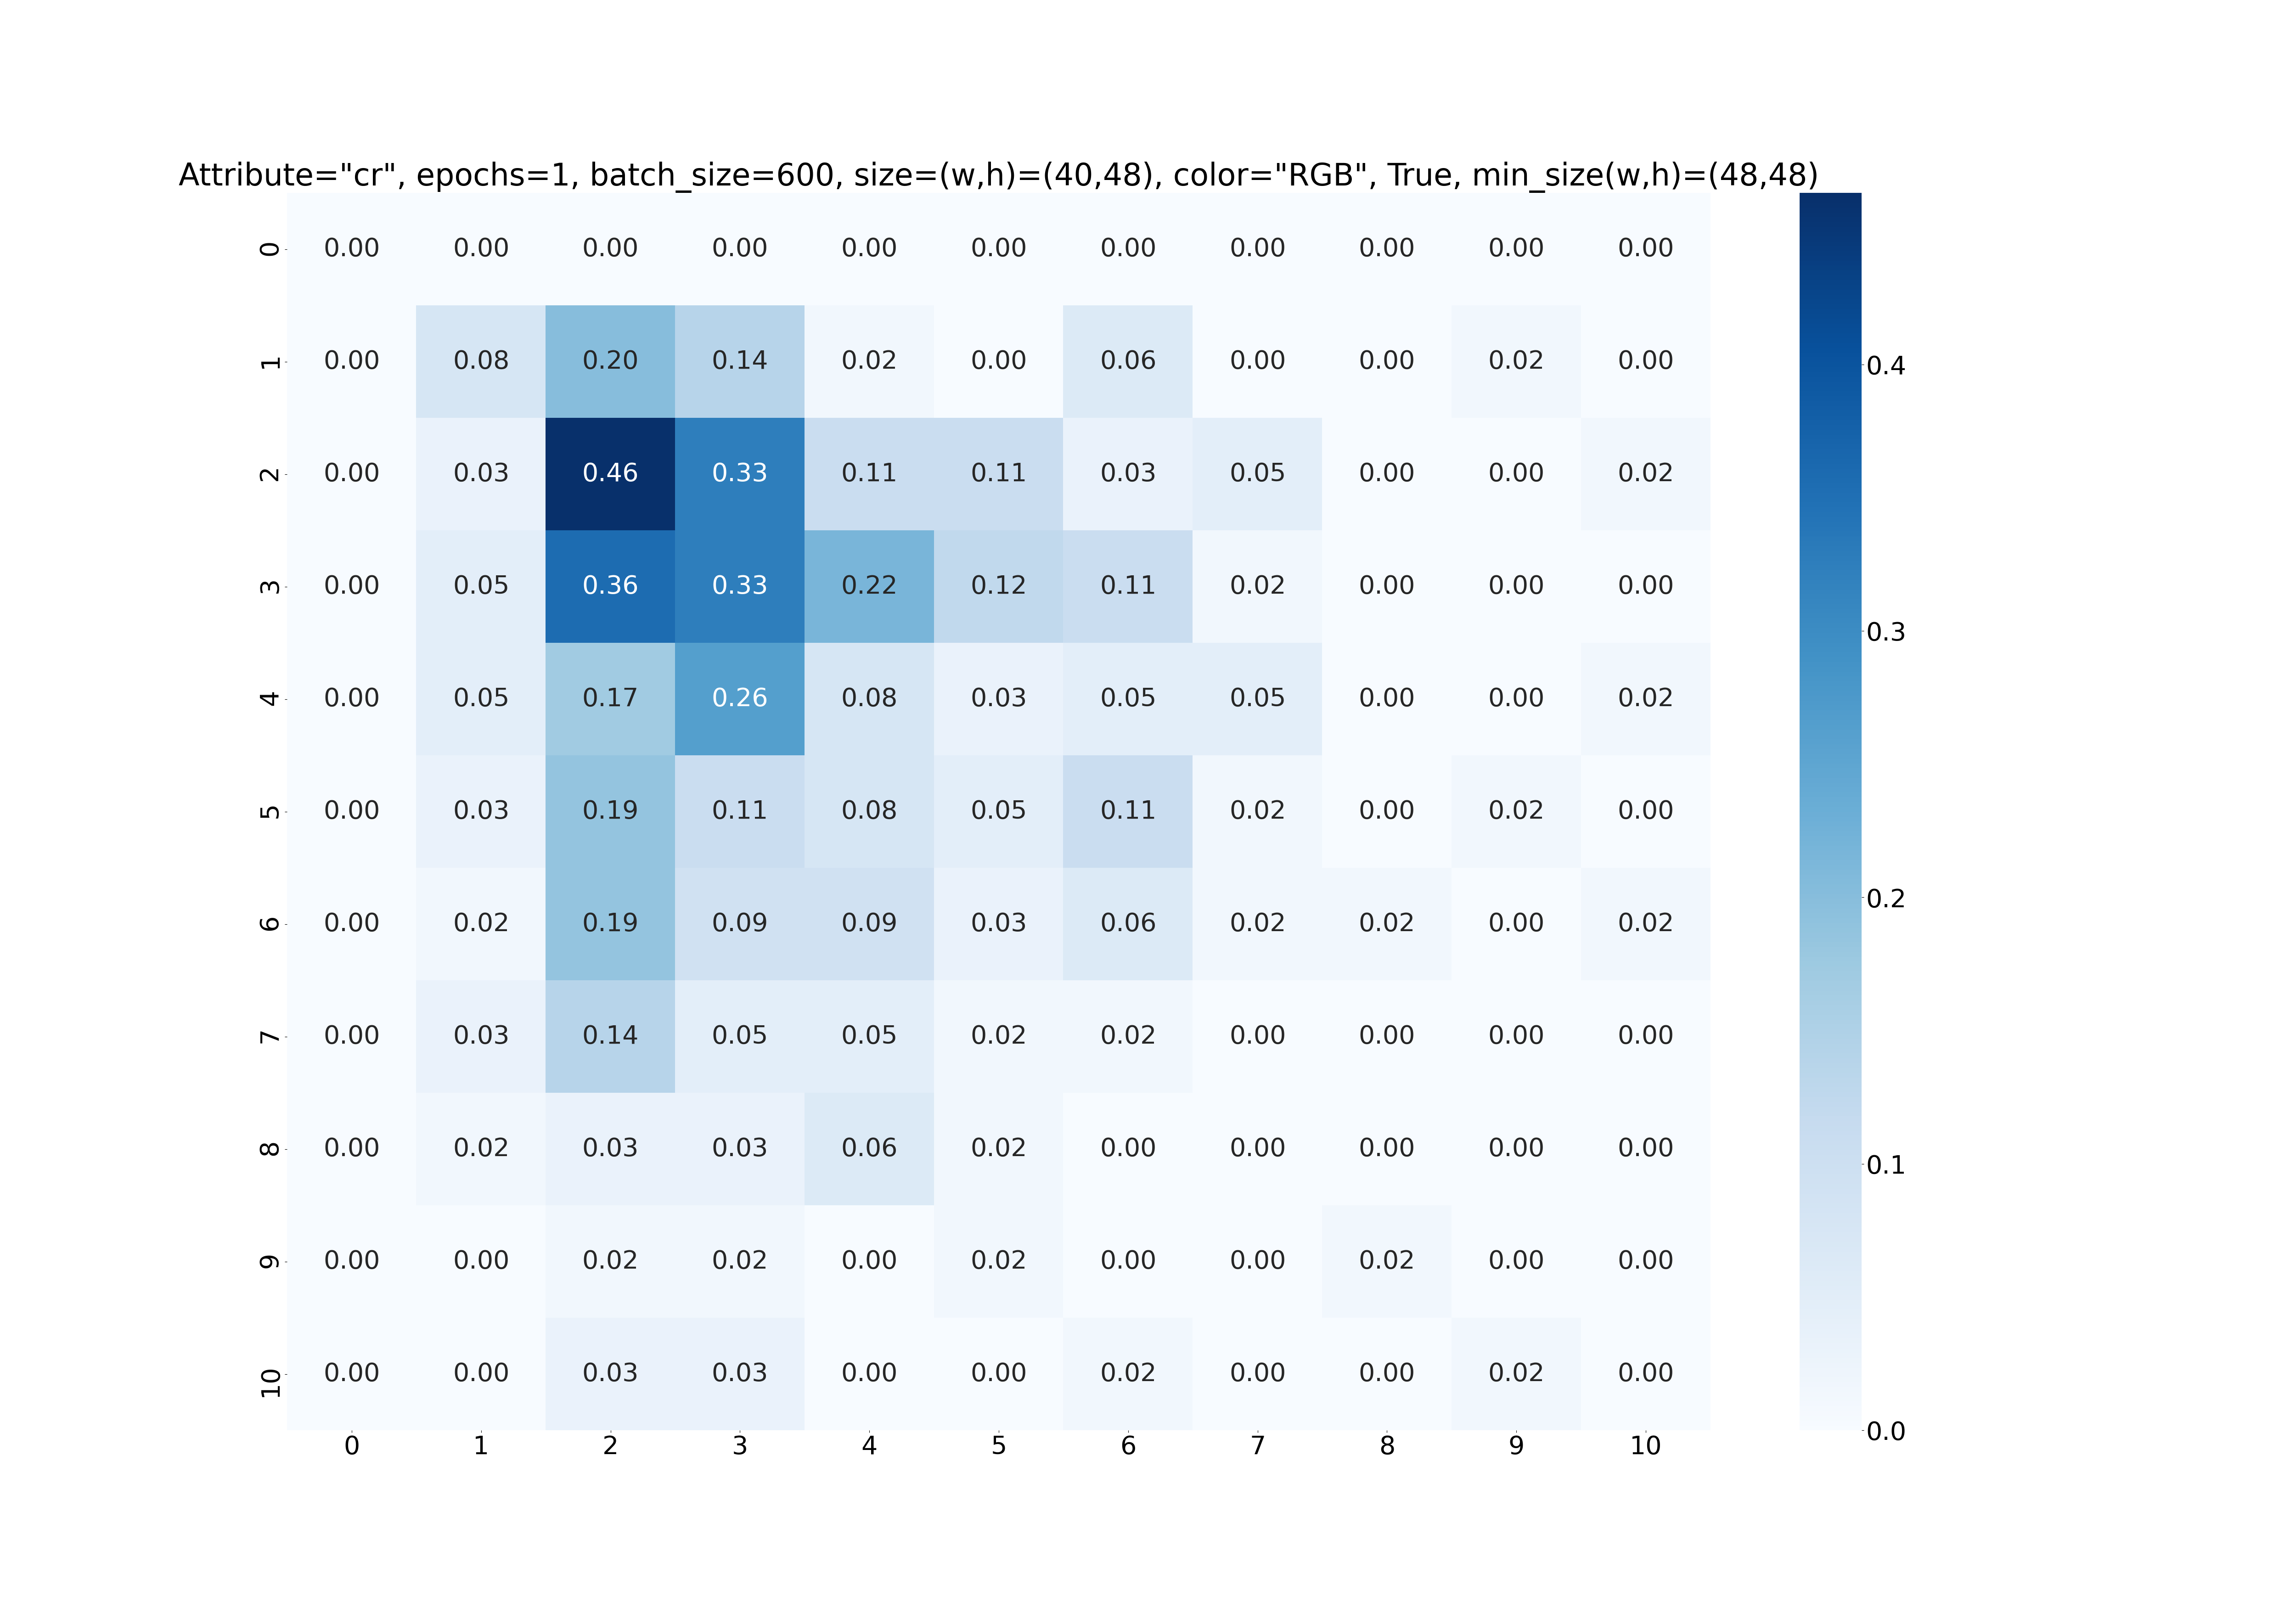 Attribute="cr", epochs=1, batch_size=600, size=(w,h)=(40,48), color="RGB", True, min_size(w,h)=(48,48)
0 0.00 0.00 0.00 0.00 0.00 0.00 0.00 0.00 0.00 0.00 0.00
1 0.00 0.08 0.20 0.14 0.02 0.00 0.06 0.00 0.00 0.02 0.00
0.4
2 0.00 0.03 0.46 0.33 0.11 0.11 0.03 0.05 0.00 0.00 0.02
3 0.00 0.05 0.36 0.33 0.22 0.12 0.11 0.02 0.00 0.00 0.00
0.3
4 0.00 0.05 0.17 0.26 0.08 0.03 0.05 0.05 0.00 0.00 0.02
5 0.00 0.03 0.19 0.11 0.08 0.05 0.11 0.02 0.00 0.02 0.00
0.2
6 0.00 0.02 0.19 0.09 0.09 0.03 0.06 0.02 0.02 0.00 0.02
7 0.00 0.03 0.14 0.05 0.05 0.02 0.02 0.00 0.00 0.00 0.00
8 0.00 0.02 0.03 0.03 0.06 0.02 0.00 0.00 0.00 0.00 0.00
0.1
9 0.00 0.00 0.02 0.02 0.00 0.02 0.00 0.00 0.02 0.00 0.00
10 0.00 0.00 0.03 0.03 0.00 0.00 0.02 0.00 0.00 0.02 0.00
0.0
0 1 2 3 4 5 6 7 8 9 10